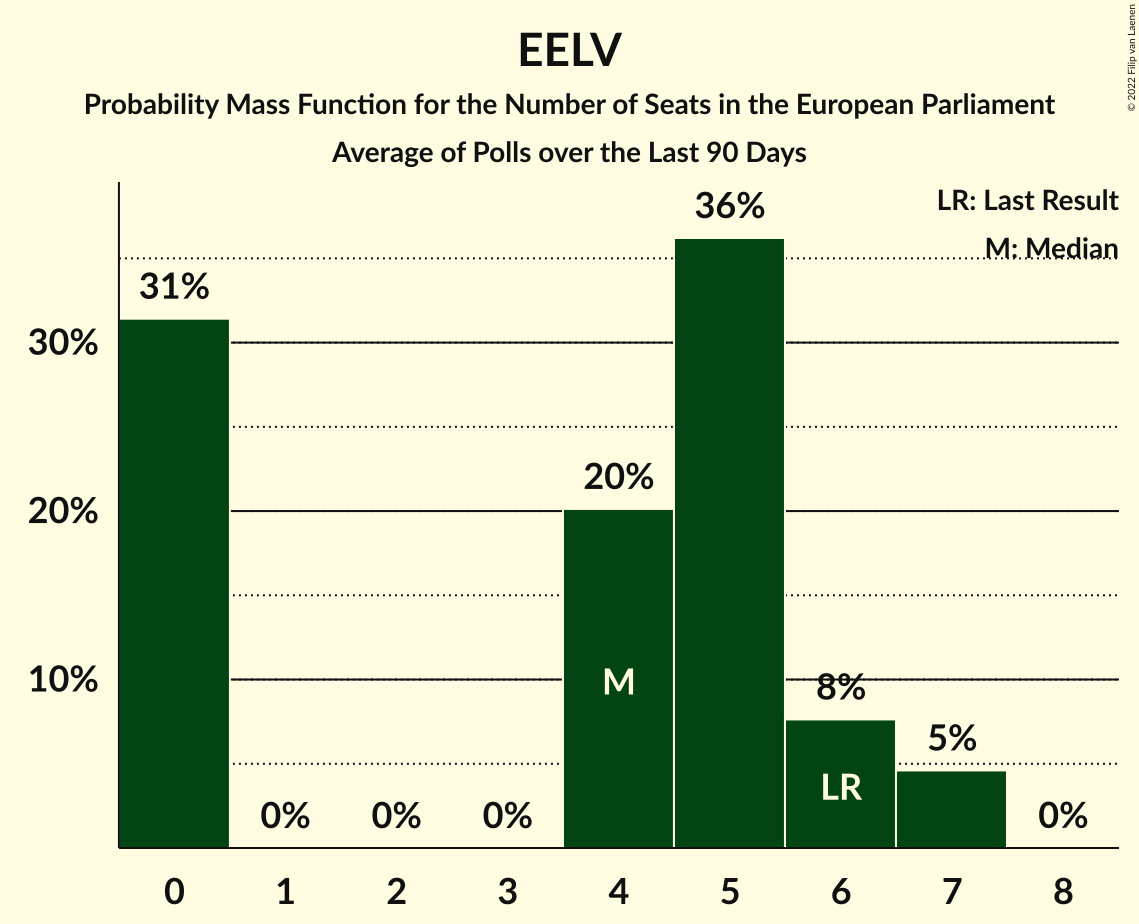 EELV
Probability Mass Function for the Number of Seats in the European Parliament
Average of Polls over the Last 90 Days
© 2022 Filip van Laenen
LR: Last Result
M: Median
30%
20%
10%
31%
0%
0%
0%
20%
36%
8%
5%
0%
M
LR
0 1 2 3 4 5 6 7 8